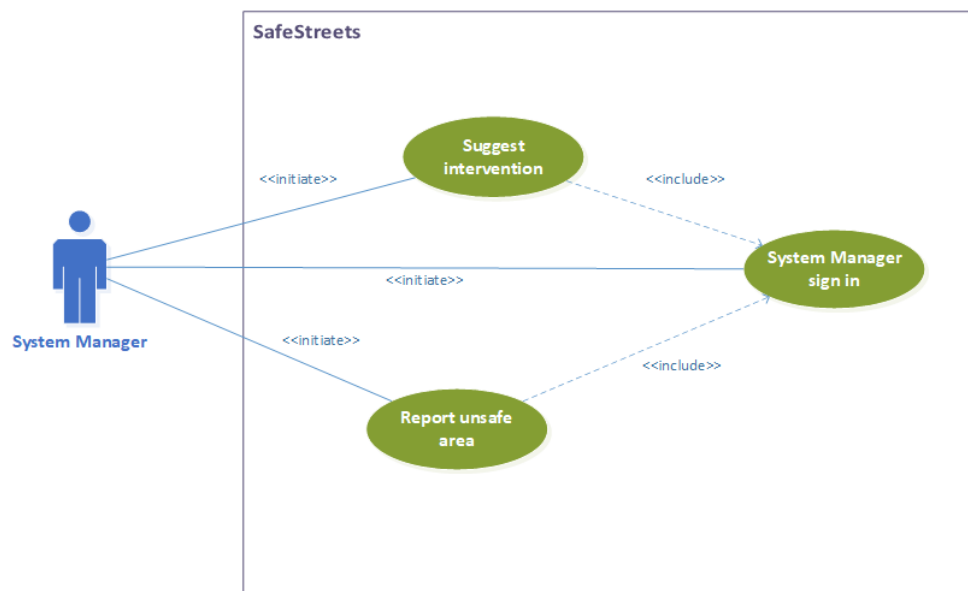 SafeStreets
Suggest
intervention
<<initiate>>
<<include>>
System Manager
sign in
<<initiate>>
System Manager
<<initiate>>
<<include>>
Report unsafe
area